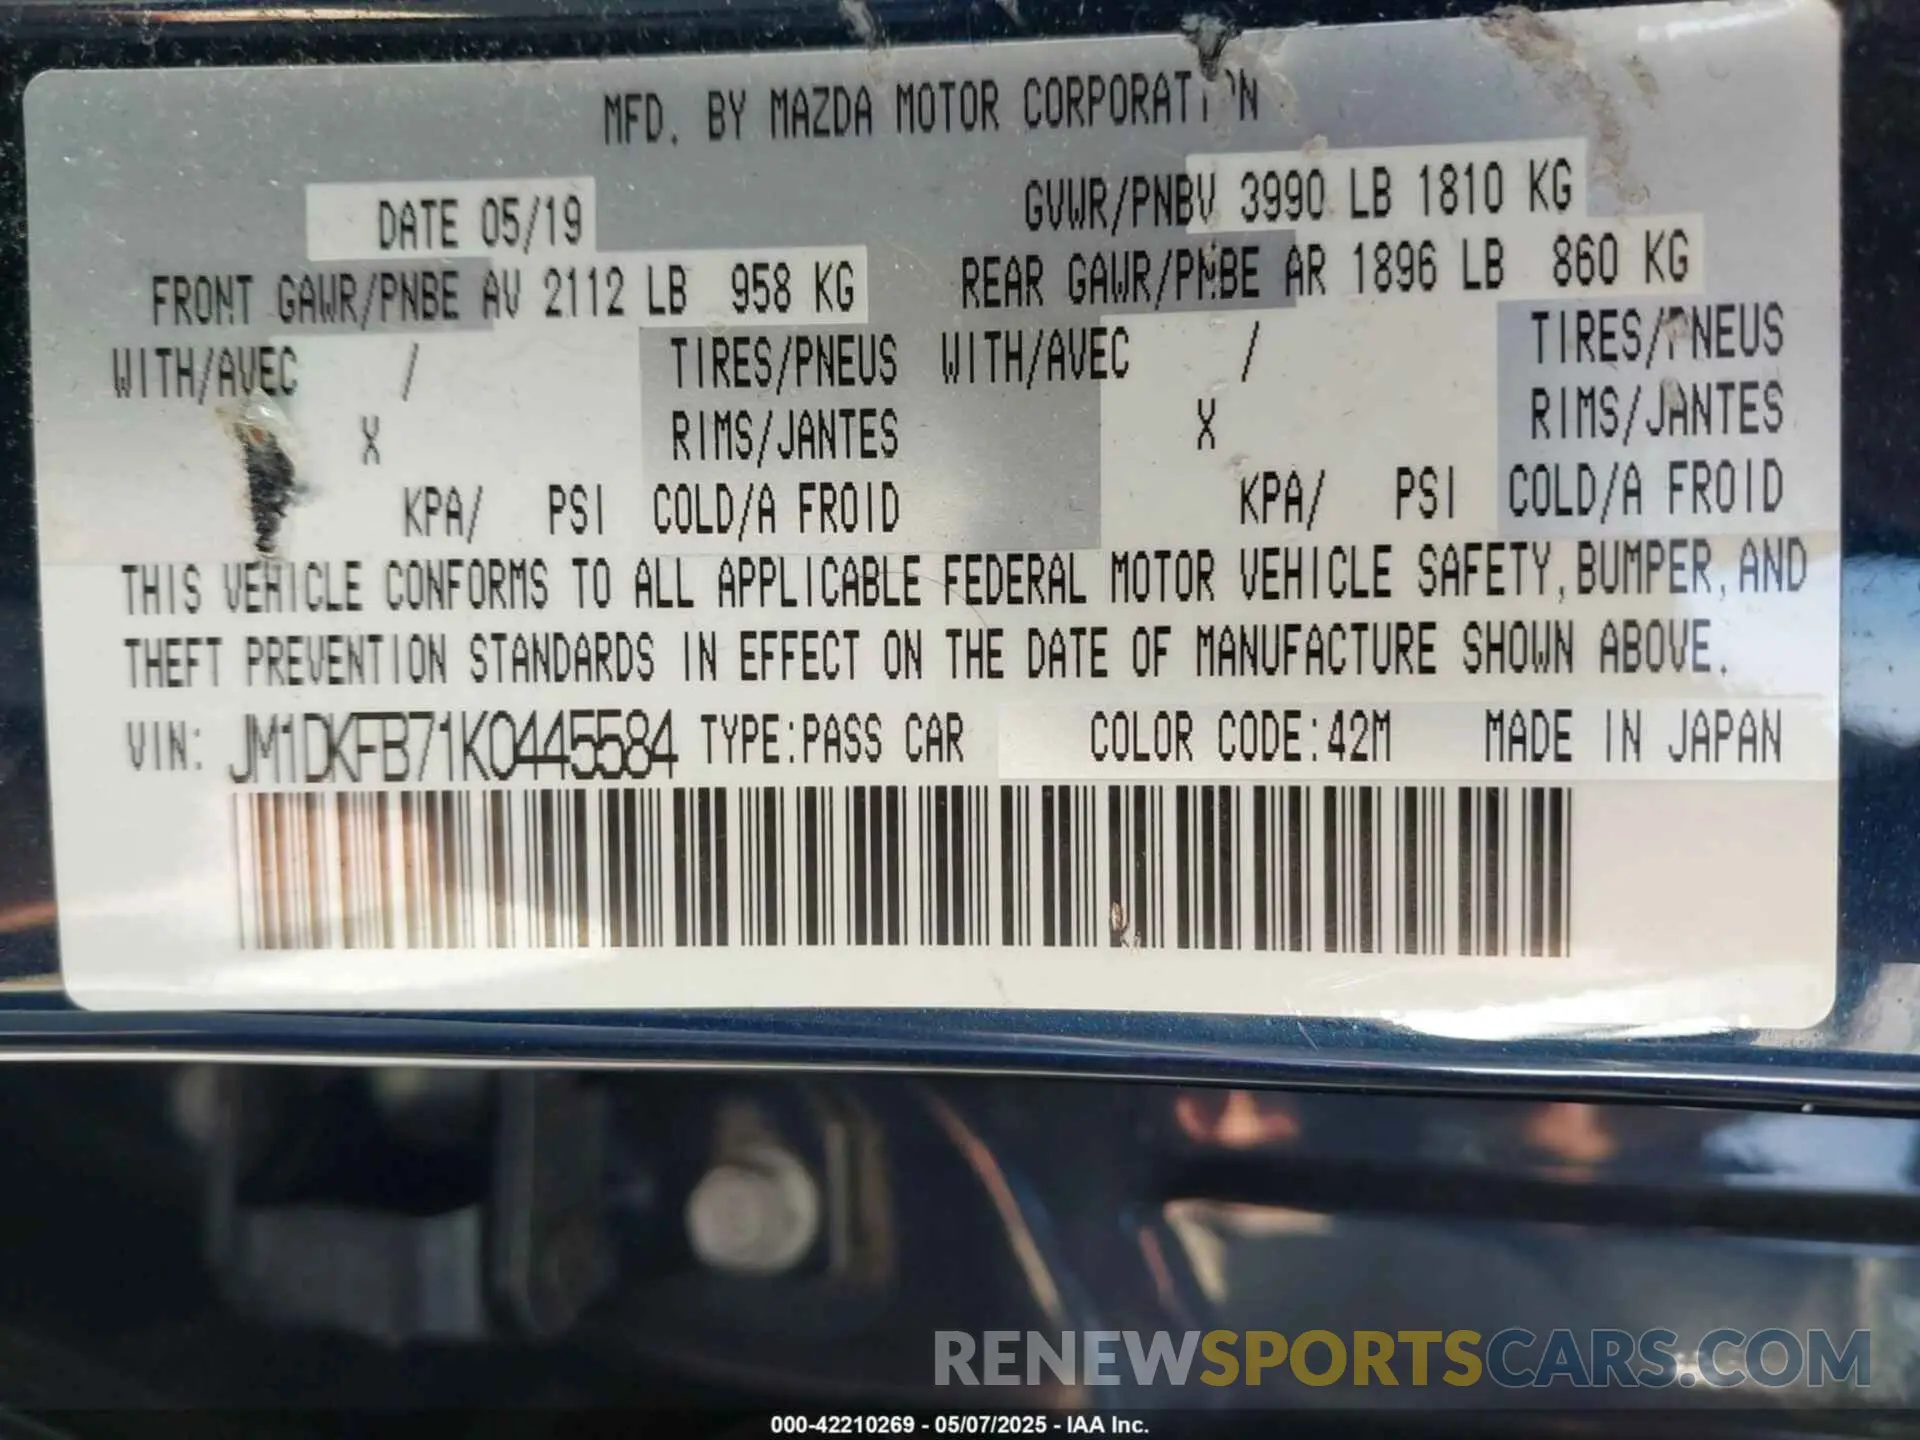 MFD. BY MAZDA MOTOR CORPORATION
DATE 05/19 GVWR/PNBV 3990 LB 1810 KG
FRONT GAWR/PNBE AV 2112 LB 958 KG REAR GAWR/PNBE AR 1896 LB 860 KG
WITH/AVEC / TIRES/PNEUS WITH/AVEC / TIRES/PNEUS
X RIMS/JANTES X RIMS/JANTES
KPA/ PSI COLD/A FROID KPA/ PSI COLD/A FROID
THIS VEHICLE CONFORMS TO ALL APPLICABLE FEDERAL MOTOR VEHICLE SAFETY, BUMPER, AND
THEFT PREVENTION STANDARDS IN EFFECT ON THE DATE OF MANUFACTURE SHOWN ABOVE.
VIN: JM1DKFB71K0445584 TYPE:PASS CAR COLOR CODE:42M MADE IN JAPAN
RENEWSPORTSCARS.COM
000-42210269 - 05/07/2025 - IAA Inc.